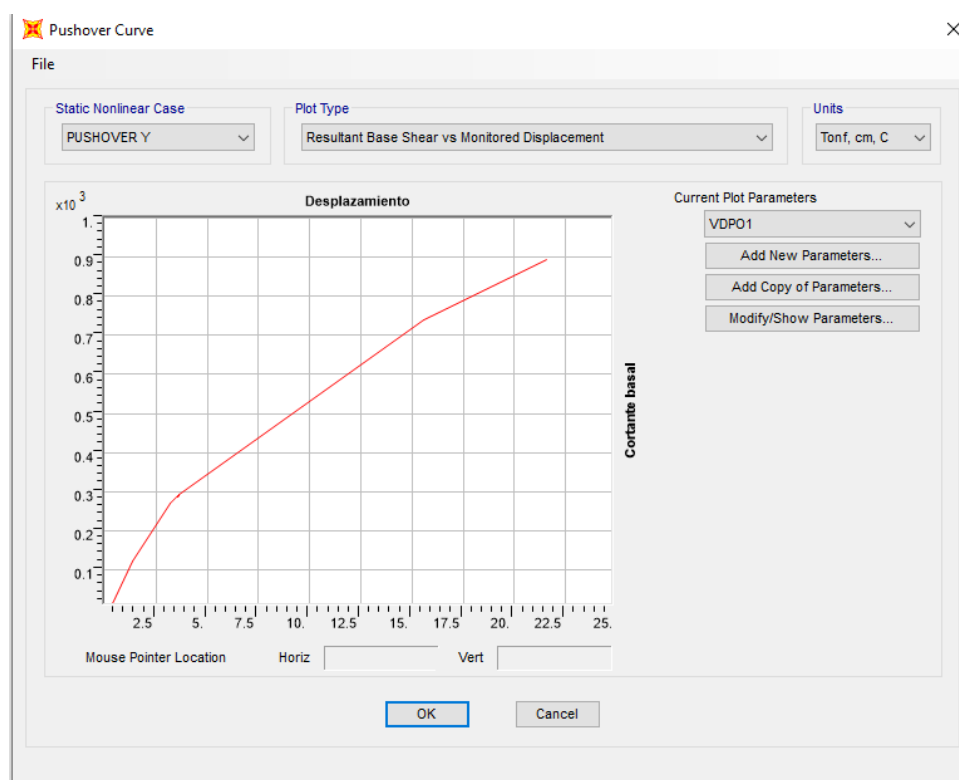 Pushover Curve
File
Static Nonlinear Case
PUSHOVER Y
Plot Type
Resultant Base Shear vs Monitored Displacement
Units
Tonf, cm, C
x10 3
Desplazamiento
1.
0.9
0.8
0.7
0.6
0.5
0.4
0.3
0.2
0.1
2.5 5. 7.5 10. 12.5 15. 17.5 20. 22.5 25.
Cortante basal
Current Plot Parameters
VDPO1
Add New Parameters...
Add Copy of Parameters...
Modify/Show Parameters...
Mouse Pointer Location Horiz Vert
OK Cancel